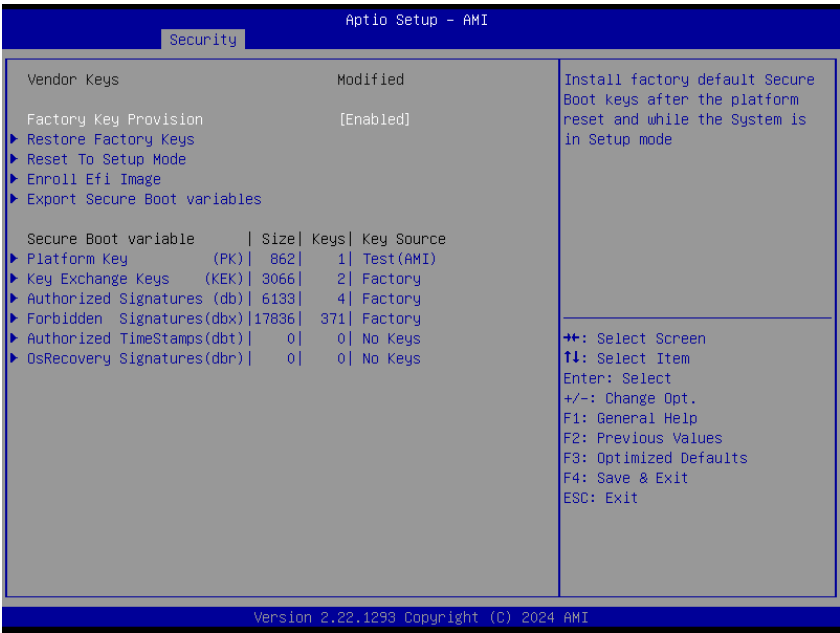 Aptio Setup – AMI
Security
Vendor Keys Modified
Factory Key Provision [Enabled]
Restore Factory Keys
Reset To Setup Mode
Enroll Efi Image
Export Secure Boot variables
Secure Boot variable | Size| Keys| Key Source
Platform Key (PK)| 862| 1| Test(AMI)
Key Exchange Keys (KEK)| 3066| 2| Factory
Authorized Signatures (db)| 6133| 4| Factory
Forbidden Signatures(dbx)|17836| 371| Factory
Authorized TimeStamps(dbt)| 0| 0| No Keys
OsRecovery Signatures(dbr)| 0| 0| No Keys
Install factory default Secure
Boot keys after the platform
reset and while the System is
in Setup mode
→←: Select Screen
↑↓: Select Item
Enter: Select
+/-: Change Opt.
F1: General Help
F2: Previous Values
F3: Optimized Defaults
F4: Save & Exit
ESC: Exit
Version 2.22.1293 Copyright (C) 2024 AMI